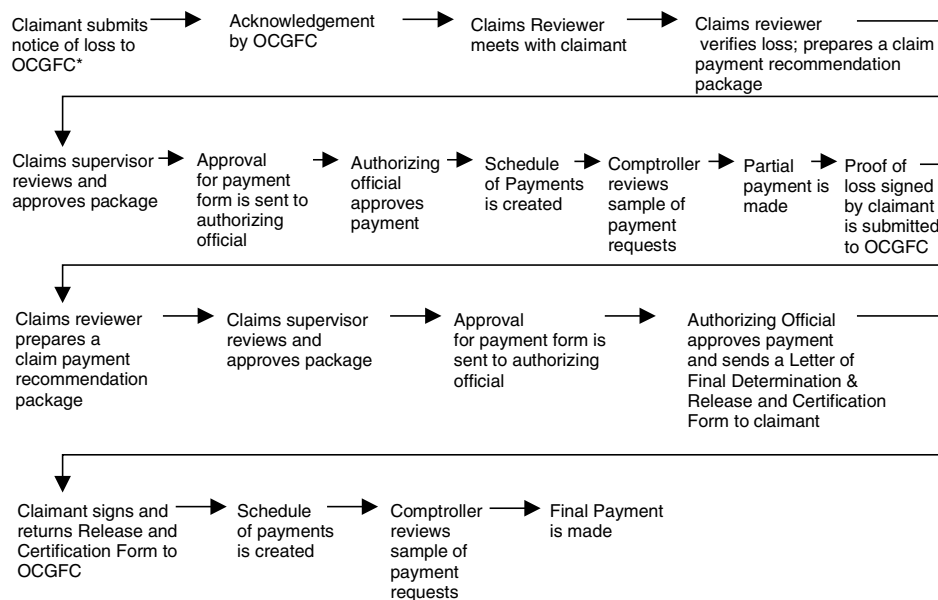 Claimant submits
notice of loss to
OCGFC*
Acknowledgement
by OCGFC
Claims Reviewer
meets with claimant
Claims reviewer
verifies loss; prepares a claim
payment recommendation
package
Claims supervisor
reviews and
approves package
Approval
for payment
form is sent to
authorizing
official
Authorizing
official
approves
payment
Schedule
of Payments
is created
Comptroller
reviews
sample of
payment
requests
Partial
payment is
made
Proof of
loss signed
by claimant
is submitted
to OCGFC
Claims reviewer
prepares a
claim payment
recommendation
package
Claims supervisor
reviews and
approves package
Approval
for payment form is
sent to authorizing
official
Authorizing Official
approves payment
and sends a Letter of
Final Determination &
Release and Certification
Form to claimant
Claimant signs and
returns Release and
Certification Form to
OCGFC
Schedule
of payments
is created
Comptroller
reviews
sample of
payment
requests
Final Payment
is made